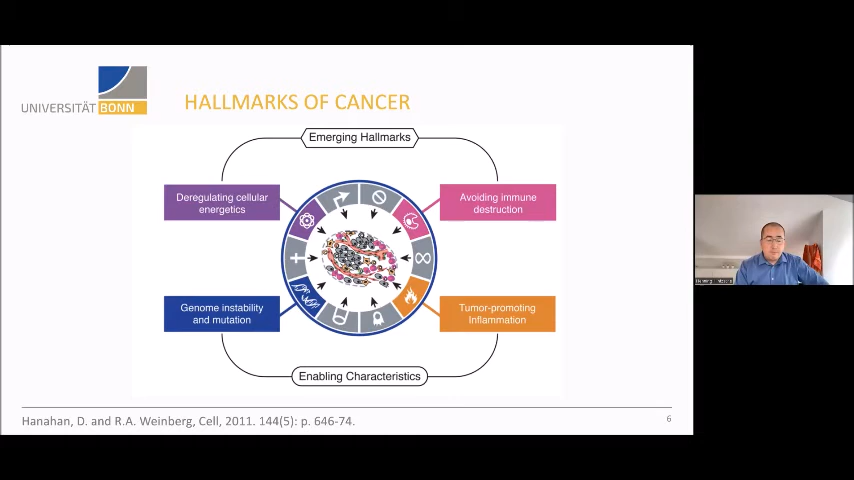 UNIVERSITÄT BONN
HALLMARKS OF CANCER
Emerging Hallmarks
Deregulating cellular
energetics
Avoiding immune
destruction
Genome instability
and mutation
Tumor-promoting
Inflammation
Enabling Characteristics
Hanahan, D. and R.A. Weinberg, Cell, 2011. 144(5): p. 646-74.
6